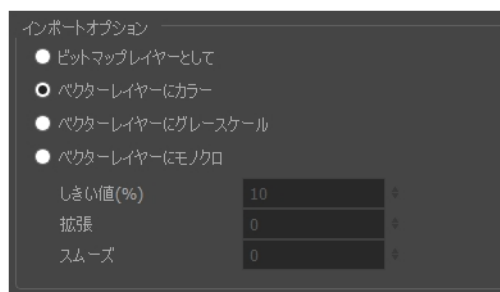 インポートオプション
ビットマップレイヤーとして
ベクターレイヤーにカラー
ベクターレイヤーにグレースケール
ベクターレイヤーにモノクロ
しきい値(%) 10
拡張 0
スムーズ 0